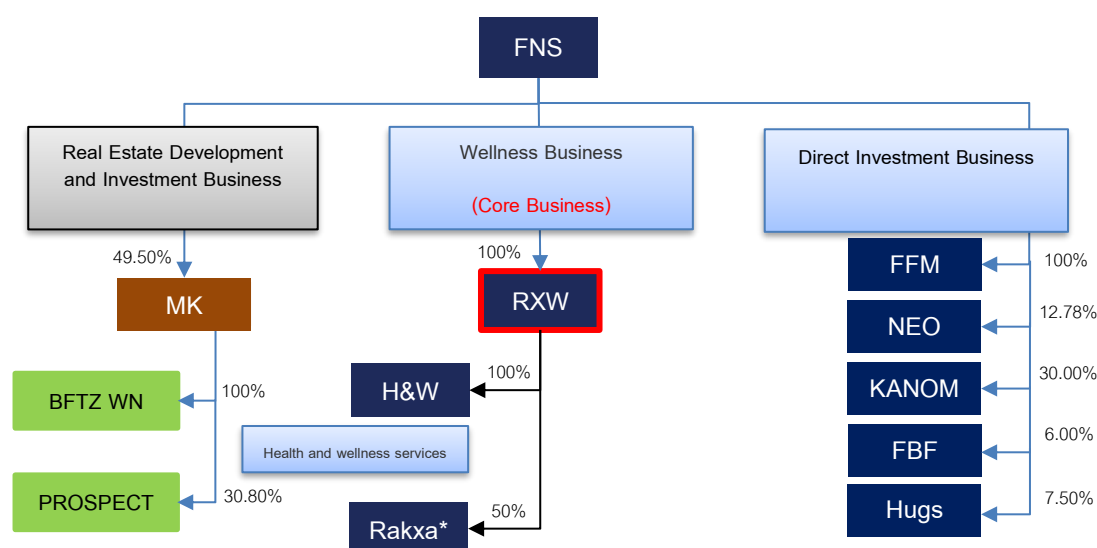 FNS
Real Estate Development
and Investment Business
Wellness Business
(Core Business)
Direct Investment Business
49.50%
MK
100%
BFTZ WN
30.80%
PROSPECT
100%
RXW
100%
H&W
Health and wellness services
50%
Rakxa*
FFM
100%
NEO
12.78%
KANOM
30.00%
FBF
6.00%
Hugs
7.50%